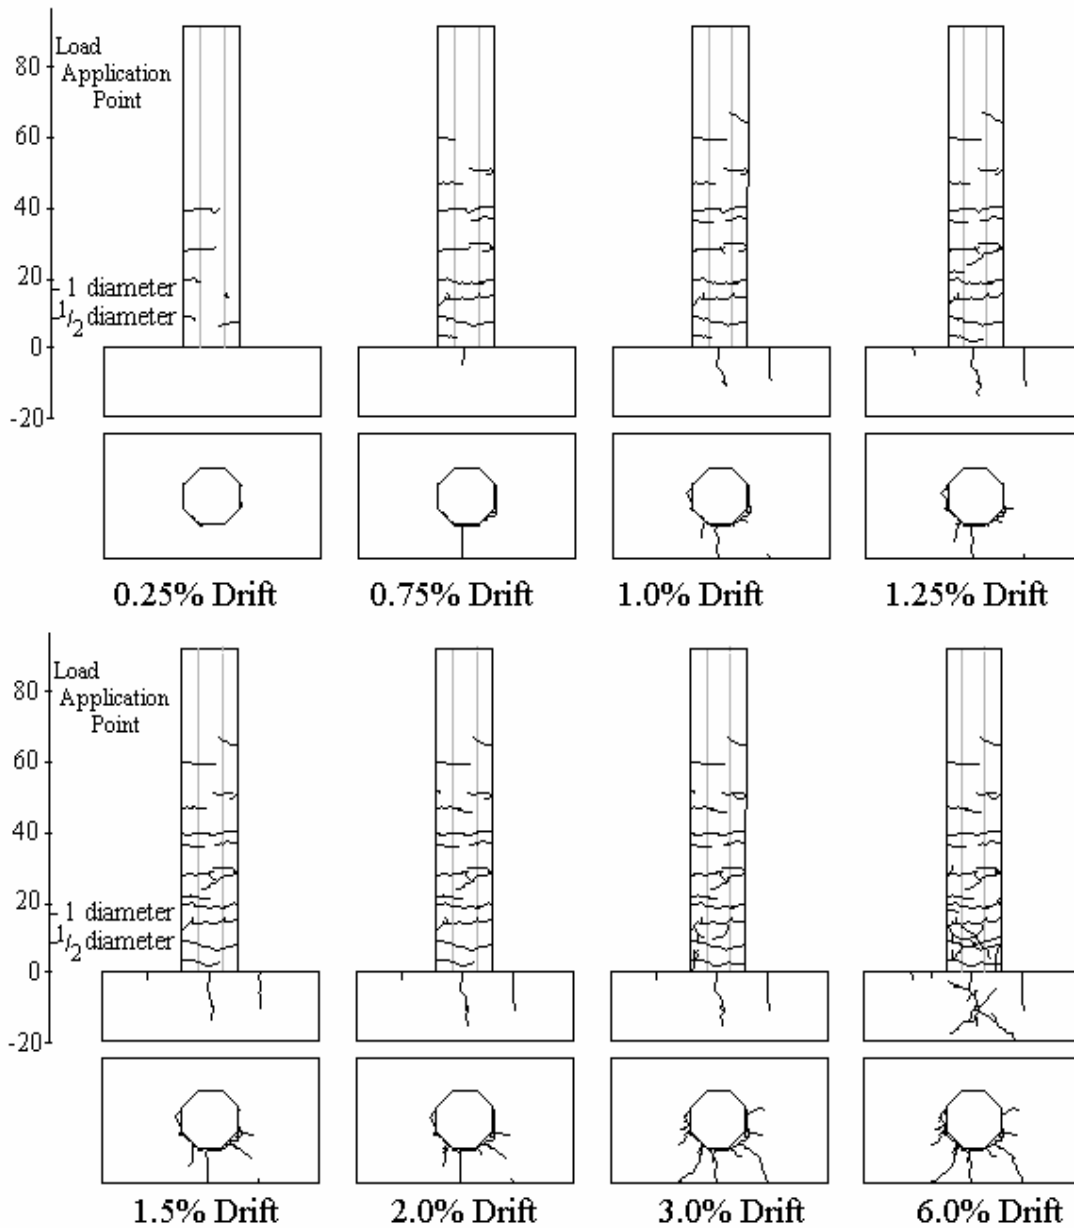 80
Load
Application
Point
60
40
20
1 diameter
1/2 diameter
0
-20
0.25% Drift
0.75% Drift
1.0% Drift
1.25% Drift
80
Load
Application
Point
60
40
20
1 diameter
1/2 diameter
0
-20
1.5% Drift
2.0% Drift
3.0% Drift
6.0% Drift